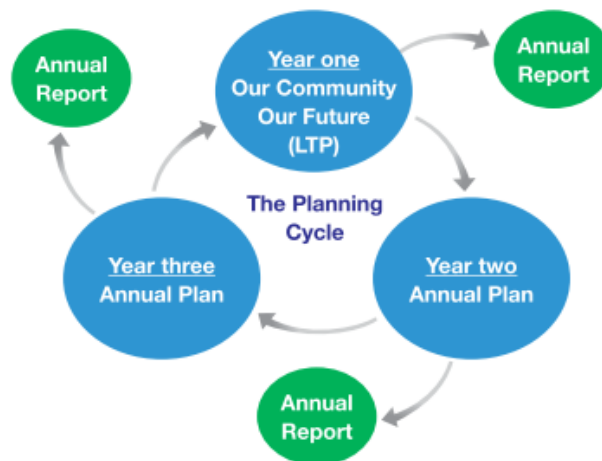 Year one
Our Community
Our Future
(LTP)
Annual
Report
Annual
Report
The Planning
Cycle
Year three
Annual Plan
Year two
Annual Plan
Annual
Report